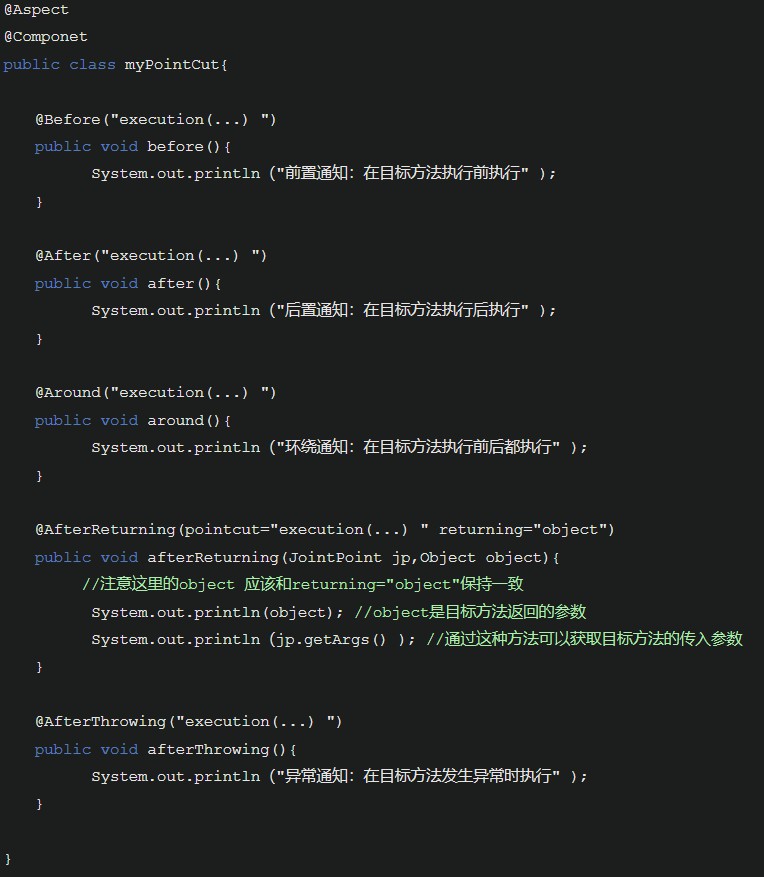 @Aspect
@Componet
public class myPointCut{
@Before("execution(...) ")
public void before(){
System.out.println ("前置通知：在目标方法执行前执行" );
}
@After("execution(...) ")
public void after(){
System.out.println ("后置通知：在目标方法执行后执行" );
}
@Around("execution(...) ")
public void around(){
System.out.println ("环绕通知：在目标方法执行前后都执行" );
}
@AfterReturning(pointcut="execution(...) " returning="object")
public void afterReturning(JointPoint jp,Object object){
//注意这里的object 应该和returning="object"保持一致
System.out.println(object); //object是目标方法返回的参数
System.out.println (jp.getArgs() ); //通过这种方法可以获取目标方法的传入参数
}
@AfterThrowing("execution(...) ")
public void afterThrowing(){
System.out.println ("异常通知：在目标方法发生异常时执行" );
}
}